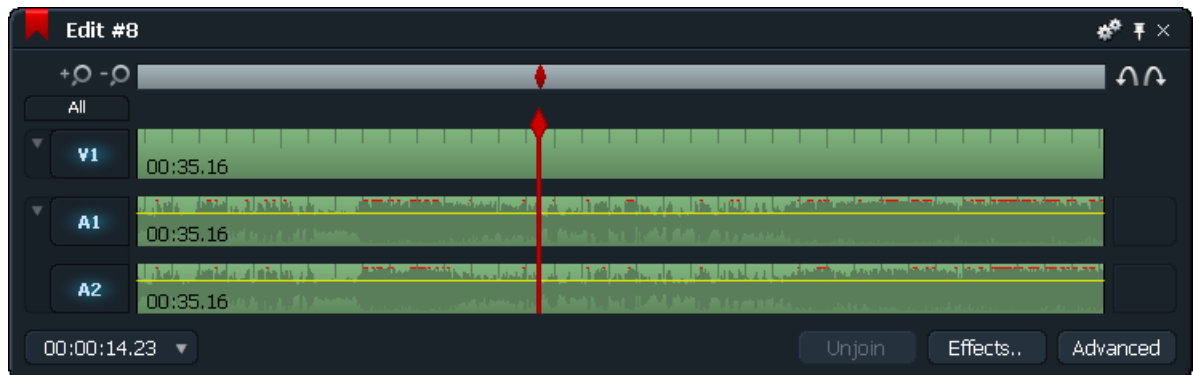 Edit #8
All
V1
00:35.16
A1
00:35.16
A2
00:35.16
00:00:14.23
Unjoin
Effects..
Advanced